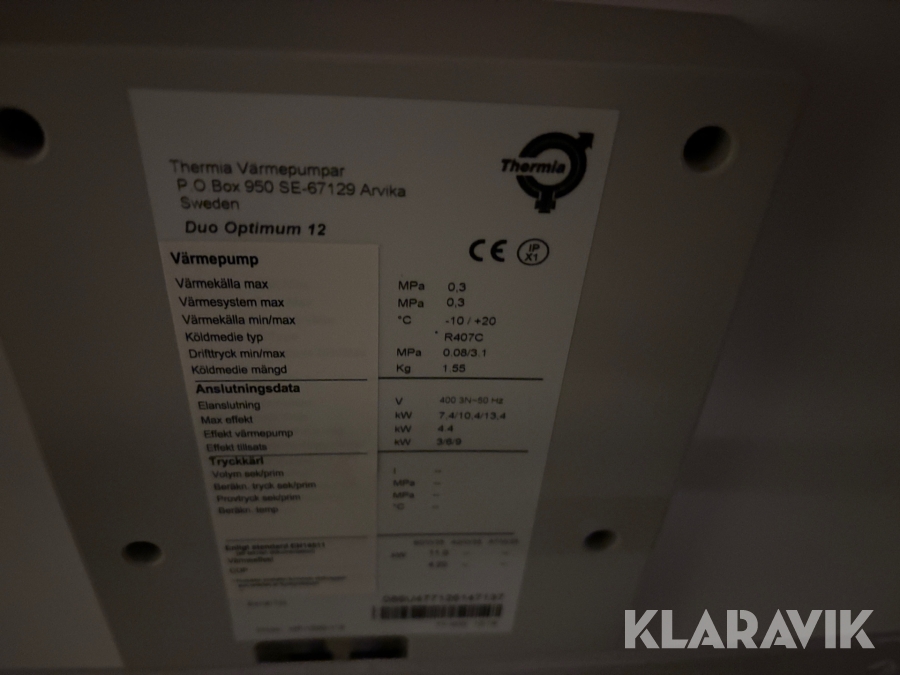 Thermia Värmepumpar
P O Box 950 SE-67129 Arvika
Sweden
Thermia
Duo Optimum 12
CE IP X1
Värmepump
Värmekälla max MPa 0,3
Värmesystem max MPa 0,3
Värmekälla min/max °C -10 / +20
Köldmedie typ R407C
Drifttryck min/max MPa 0.08/3.1
Köldmedie mängd Kg 1.55
Anslutningsdata
Elanslutning V 400 3N~50 Hz
Max effekt kW 7.4/10.4/13.4
Effekt värmepump kW 4.4
Effekt tillsats kW 3/6/9
Tryckkärl
Volym sek/prim l –
Beräkn. tryck sek/prim MPa –
Provtryck sek/prim MPa –
Beräkn. temp °C –
Enligt standard
COP
KLARAVIK